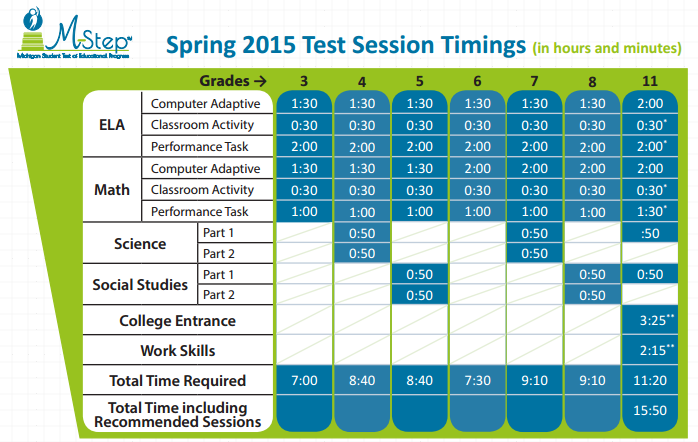 M-Step™
Michigan Student Test of Educational Progress
Spring 2015 Test Session Timings (in hours and minutes)
Grades → 3 4 5 6 7 8 11
ELA
Computer Adaptive 1:30 1:30 1:30 1:30 1:30 1:30 2:00
Classroom Activity 0:30 0:30 0:30 0:30 0:30 0:30 0:30*
Performance Task 2:00 2:00 2:00 2:00 2:00 2:00 2:00*
Math
Computer Adaptive 1:30 1:30 1:30 2:00 2:00 2:00 2:00
Classroom Activity 0:30 0:30 0:30 0:30 0:30 0:30 0:30*
Performance Task 1:00 1:00 1:00 1:00 1:00 1:00 1:30*
Science
Part 1 0:50 0:50 :50
Part 2 0:50 0:50
Social Studies
Part 1 0:50 0:50 0:50
Part 2 0:50 0:50
College Entrance 3:25**
Work Skills 2:15**
Total Time Required 7:00 8:40 8:40 7:30 9:10 9:10 11:20
Total Time including
Recommended Sessions 15:50